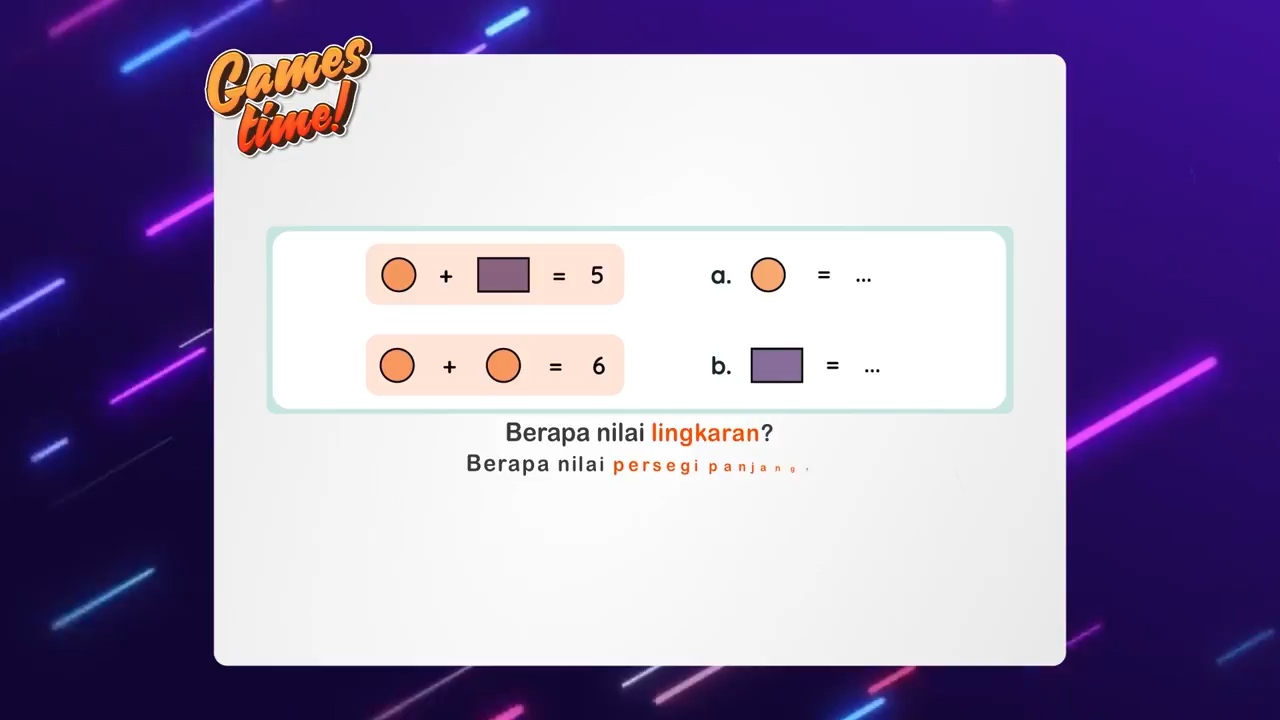 Games
time!
+ = 5
a. = ...
+ = 6
b. = ...
Berapa nilai lingkaran?
Berapa nilai persegi panjang